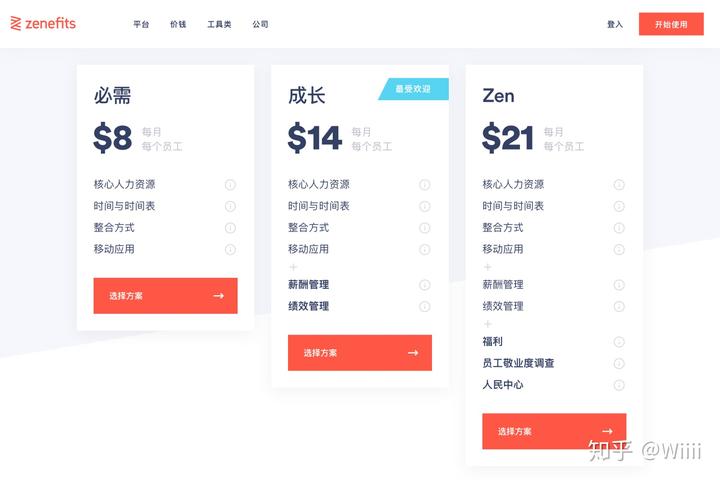 zenefits
平台 价钱 工具类 公司
登入 开始使用
必需
$8 每月
每个员工
核心人力资源
时间与时间表
整合方式
移动应用
选择方案 →
最受欢迎
成长
$14 每月
每个员工
核心人力资源
时间与时间表
整合方式
移动应用
+
薪酬管理
绩效管理
选择方案 →
Zen
$21 每月
每个员工
核心人力资源
时间与时间表
整合方式
移动应用
+
薪酬管理
绩效管理
+
福利
员工敬业度调查
人民中心
选择方案 →
知乎 @Wiiii